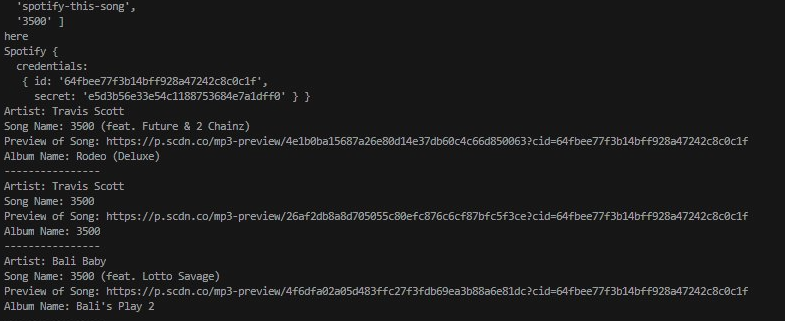 'spotify-this-song',
'3500' ]
here
Spotify {
credentials:
{ id: '64fbee77f3b14bff928a47242c8c0c1f',
secret: 'e5d3b56e33e54c1188753684e7a1dff0' } }
Artist: Travis Scott
Song Name: 3500 (feat. Future & 2 Chainz)
Preview of Song: https://p.scdn.co/mp3-preview/4e1b0ba15687a26e80d14e37db60c4c66d850063?cid=64fbee77f3b14bff928a47242c8c0c1f
Album Name: Rodeo (Deluxe)
----------------
Artist: Travis Scott
Song Name: 3500
Preview of Song: https://p.scdn.co/mp3-preview/26af2db8a8d705055c80efc876c6cf87bfc5f3ce?cid=64fbee77f3b14bff928a47242c8c0c1f
Album Name: 3500
----------------
Artist: Bali Baby
Song Name: 3500 (feat. Lotto Savage)
Preview of Song: https://p.scdn.co/mp3-preview/4f6dfa02a05d483ffc27f3fdb69ea3b88a6e81dc?cid=64fbee77f3b14bff928a47242c8c0c1f
Album Name: Bali's Play 2